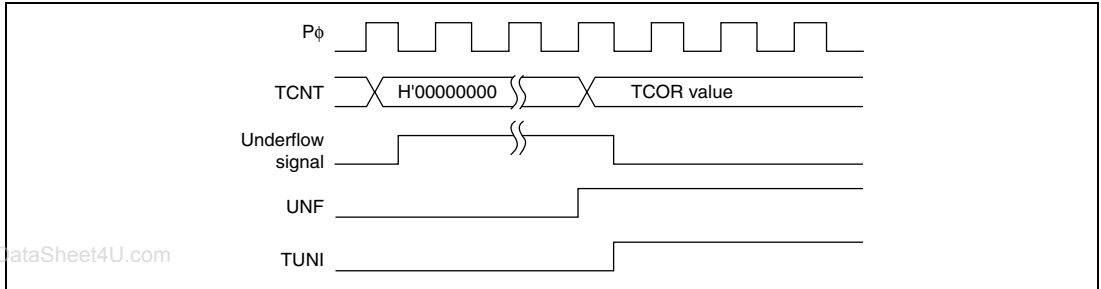 Pϕ
TCNT H'00000000 TCOR value
Underflow
signal
UNF
TUNI
DataSheet4U.com